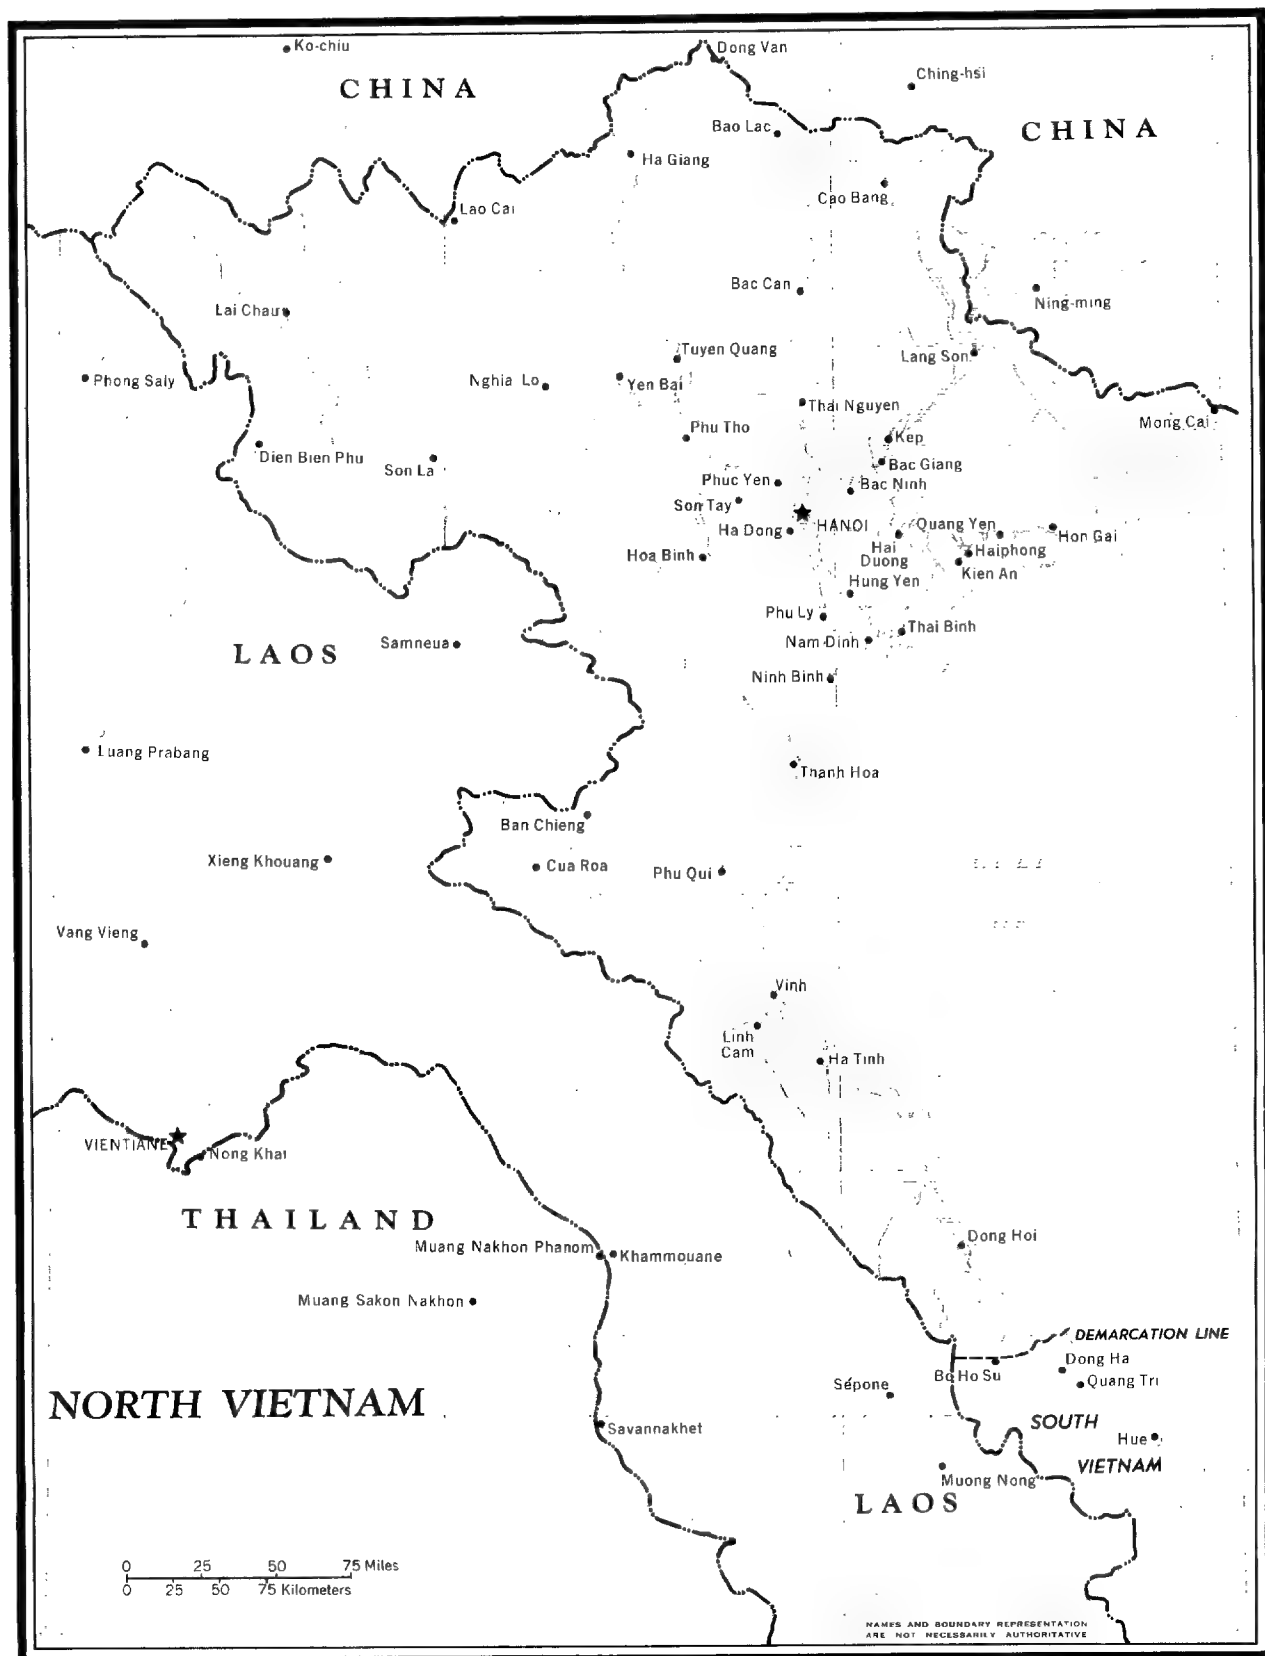 Ko-chiu
Dong Van
CHINA
Ching-hsi
CHINA
Bao Lac
Ha Giang
Cao Bang
Lao Cai
Bac Can
Ning-ming
Lai Chau
Tuyen Quang
Lang Son
Phong Saly
Nghia Lo
Yen Bai
Thai Nguyen
Mong Cai
Phu Tho
Kep
Dien Bien Phu
Son La
Bac Giang
Phuc Yen
Bac Ninh
Son Tay
Ha Dong
HANOI
Quang Yen
Hon Gai
Hai
Duong
Haiphong
Hoa Binh
Kien An
Hung Yen
Phu Ly
Thai Binh
Nam Dinh
LAOS
Samneua
Ninh Binh
Luang Prabang
Thanh Hoa
Ban Chieng
Xieng Khouang
Cua Roa
Phu Qui
Vang Vieng
Vinh
Linh
Cam
Ha Tinh
VIENTIANE
Nong Khai
THAILAND
Dong Hoi
Muang Nakhon Phanom
Khammouane
Muang Sakon Nakhon
DEMARCATION LINE
Dong Ha
Bo Ho Su
Quang Tri
Sépone
NORTH VIETNAM
SOUTH
VIETNAM
Savannakhet
Hue
Muong Nong
LAOS
0 25 50 75 Miles
0 25 50 75 Kilometers
NAMES AND BOUNDARY REPRESENTATION
ARE NOT NECESSARILY AUTHORITATIVE